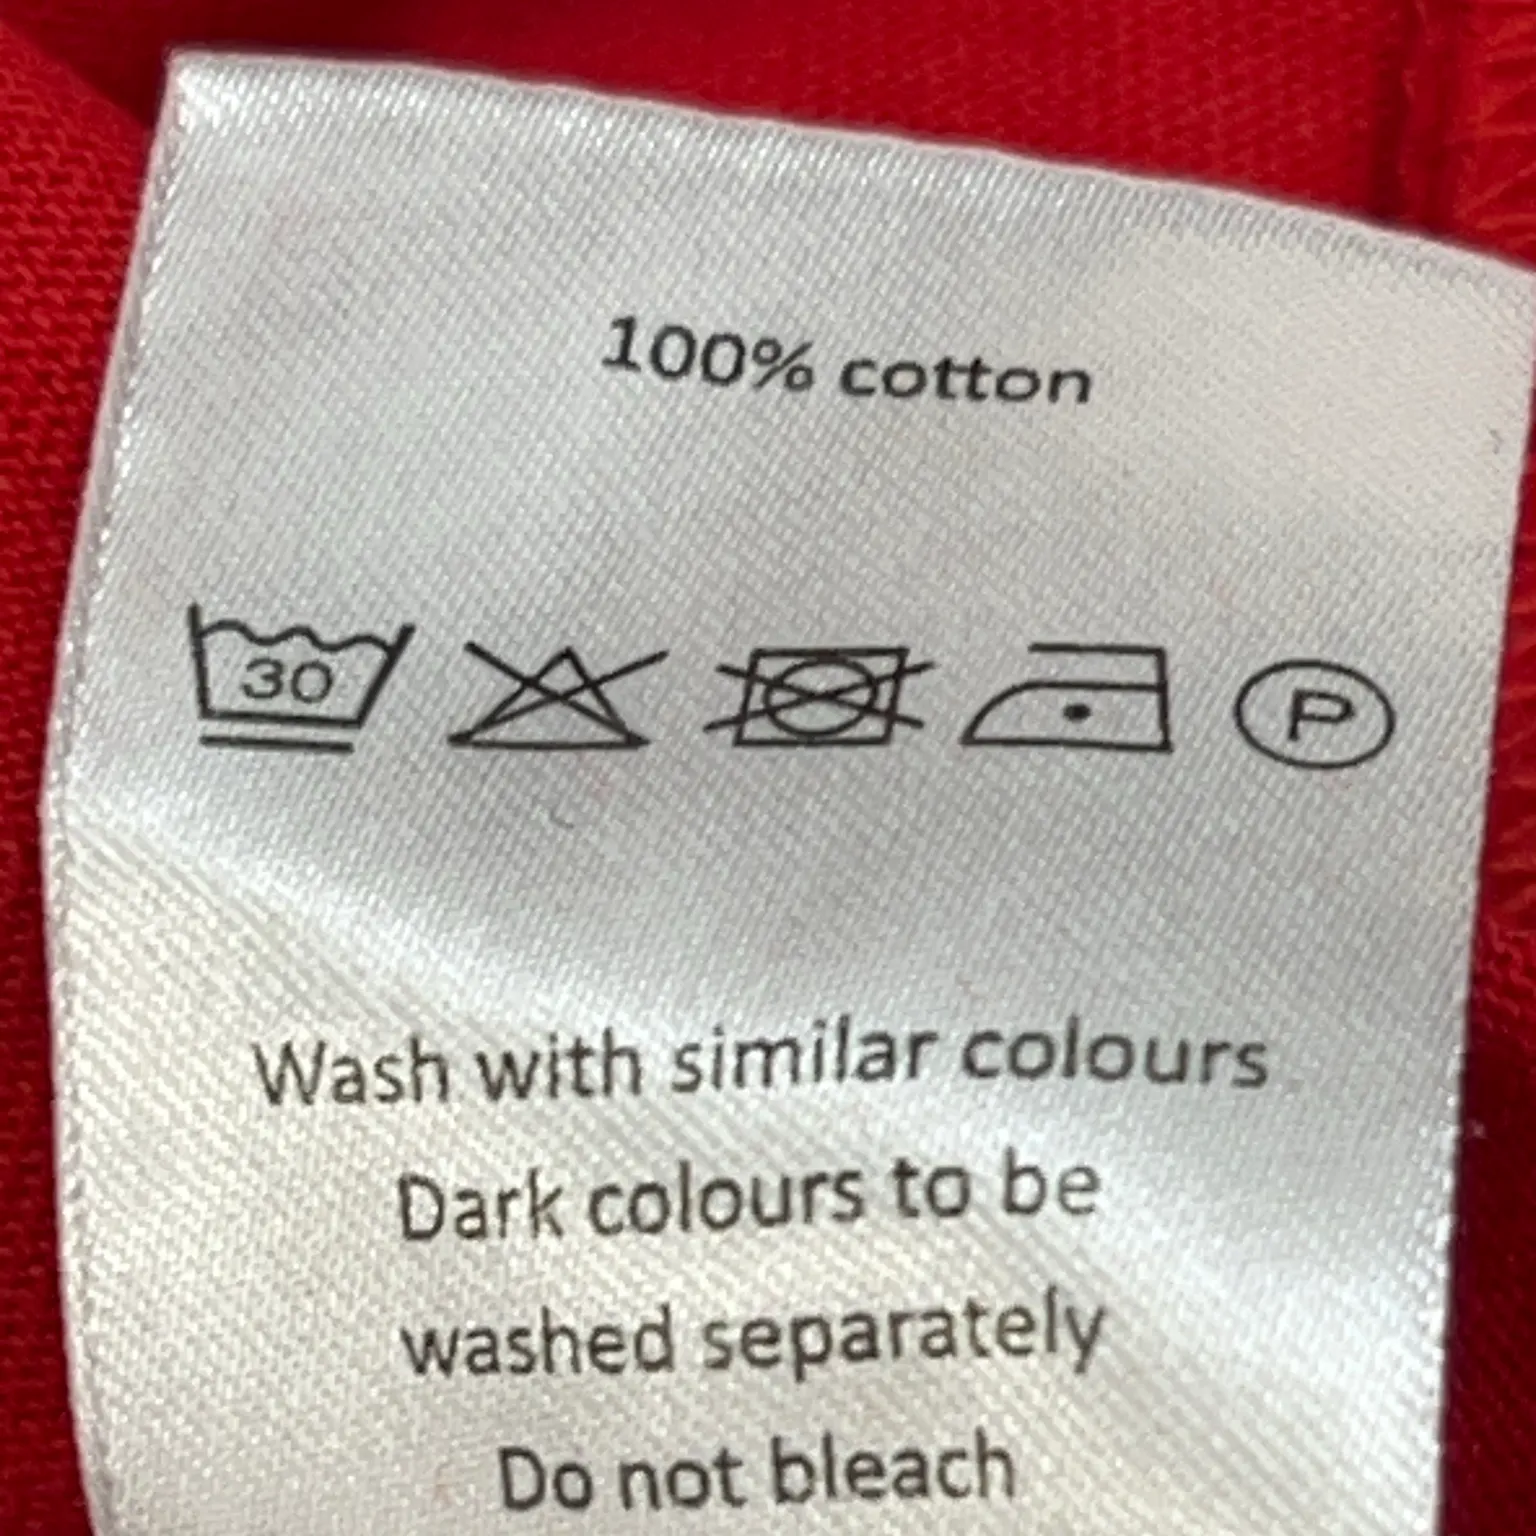 100% cotton
30 P
Wash with similar colours
Dark colours to be
washed separately
Do not bleach